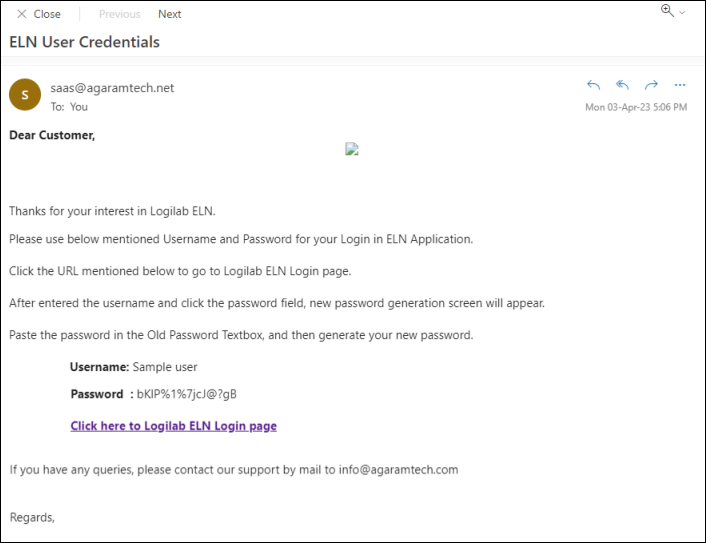 Close Previous Next
ELN User Credentials
S
saas@agaramtech.net
To: You
Mon 03-Apr-23 5:06 PM
Dear Customer,
Thanks for your interest in Logilab ELN.
Please use below mentioned Username and Password for your Login in ELN Application.
Click the URL mentioned below to go to Logilab ELN Login page.
After entered the username and click the password field, new password generation screen will appear.
Paste the password in the Old Password Textbox, and then generate your new password.
Username: Sample user
Password : bKIP%1%7jcJ@?gB
Click here to Logilab ELN Login page
If you have any queries, please contact our support by mail to info@agaramtech.com
Regards,